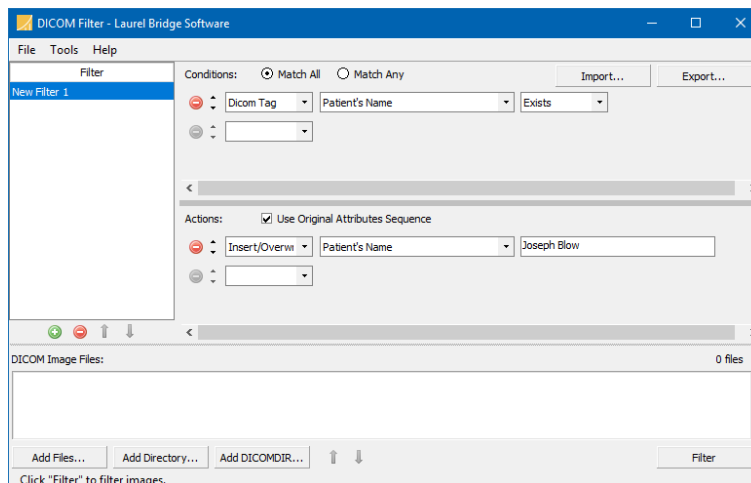 DICOM Filter - Laurel Bridge Software
File Tools Help
Filter
New Filter 1
Conditions: Match All Match Any Import... Export...
Dicom Tag Patient's Name Exists
Actions: Use Original Attributes Sequence
Insert/Overwr Patient's Name Joseph Blow
DICOM Image Files: 0 files
Add Files... Add Directory... Add DICOMDIR... Filter
Click "Filter" to filter images.